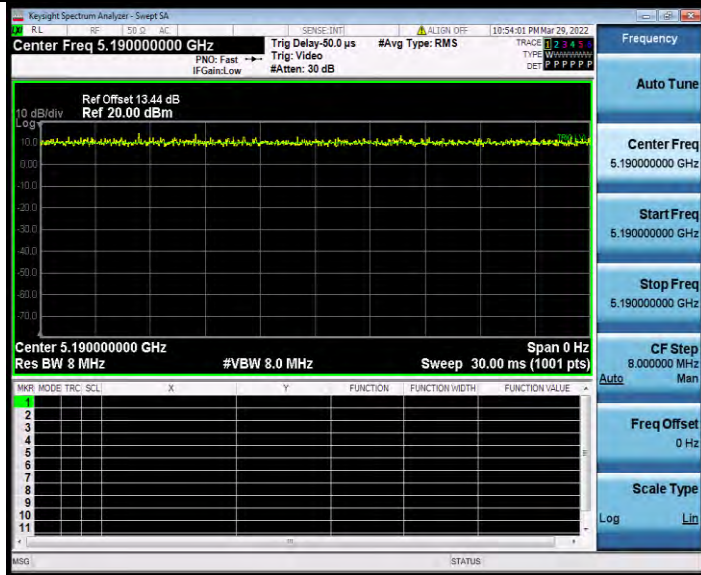 Keysight Spectrum Analyzer - Swept SA
RL RF 50 Ω AC SENSE:INT ALIGN OFF 10:54:01 PM Mar 29, 2022
Center Freq 5.190000000 GHz
Trig Delay-50.0 µs #Avg Type: RMS
TRACE 1 2 3 4 5 6
PNO: Fast Trig: Video
TYPE W
IFGain:Low #Atten: 30 dB
DET P P P P P P
Ref Offset 13.44 dB
10 dB/div Ref 20.00 dBm
Log
TRIG LVL
10.0
0.00
-10.0
-20.0
-30.0
-40.0
-50.0
-60.0
-70.0
Center 5.190000000 GHz Span 0 Hz
Res BW 8 MHz #VBW 8.0 MHz Sweep 30.00 ms (1001 pts)
MKR MODE TRC SCL X Y FUNCTION FUNCTION WIDTH FUNCTION VALUE
1
2
3
4
5
6
7
8
9
10
11
MSG STATUS
Frequency
Auto Tune
Center Freq
5.190000000 GHz
Start Freq
5.190000000 GHz
Stop Freq
5.190000000 GHz
CF Step
8.000000 MHz
Auto Man
Freq Offset
0 Hz
Scale Type
Log Lin